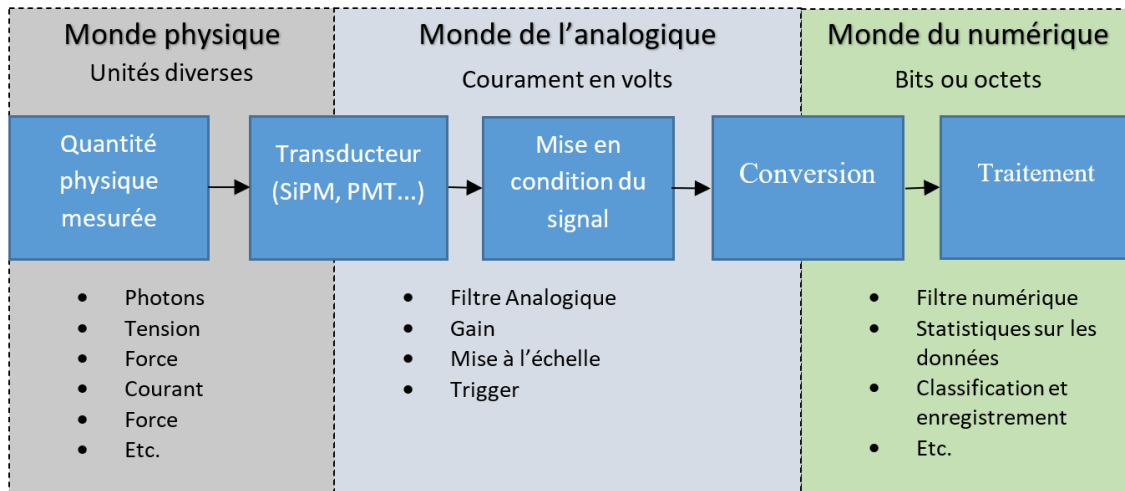 Monde physique
Unités diverses
Monde de l'analogique
Courament en volts
Monde du numérique
Bits ou octets
Quantité
physique
mesurée
Transducteur
(SiPM, PMT...)
Mise en
condition du
signal
Conversion
Traitement
• Photons
• Tension
• Force
• Courant
• Force
• Etc.
• Filtre Analogique
• Gain
• Mise à l'échelle
• Trigger
• Filtre numérique
• Statistiques sur les
données
• Classification et
enregistrement
• Etc.